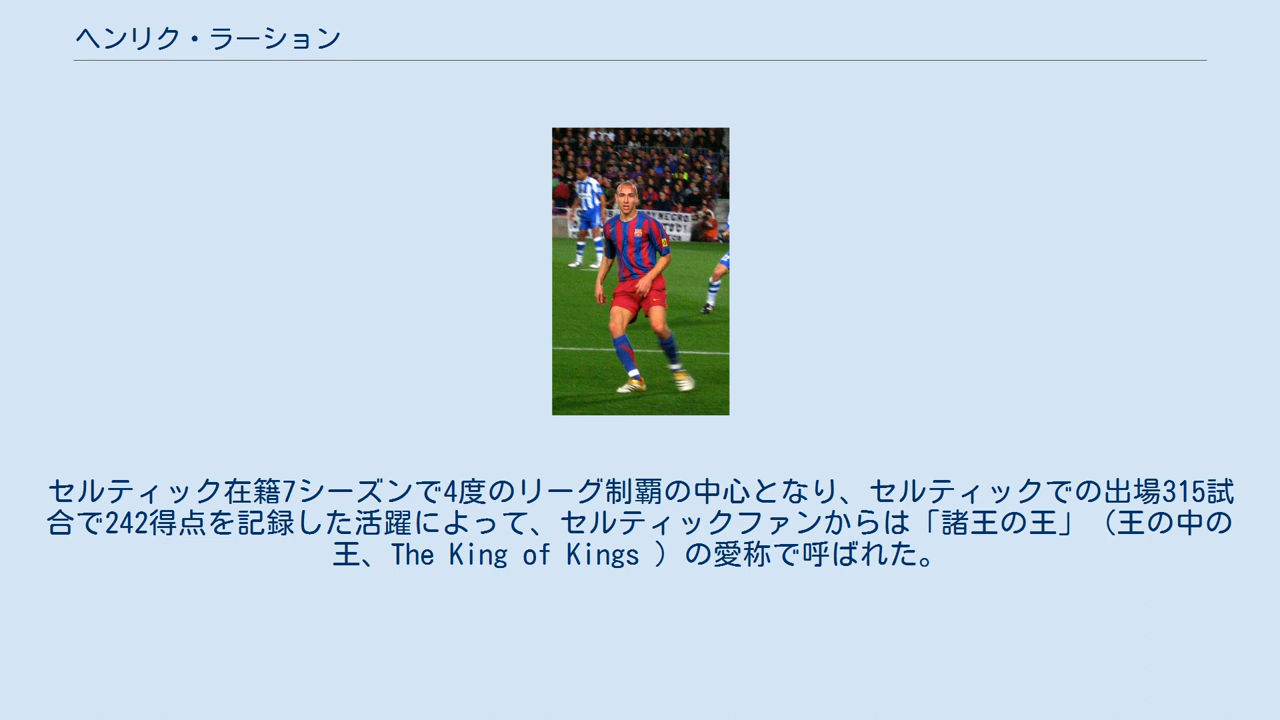 ヘンリク・ラーション
セルティック在籍7シーズンで4度のリーグ制覇の中心となり、セルティックでの出場315試
合で242得点を記録した活躍によって、セルティックファンからは「諸王の王」（王の中の
王、The King of Kings ）の愛称で呼ばれた。